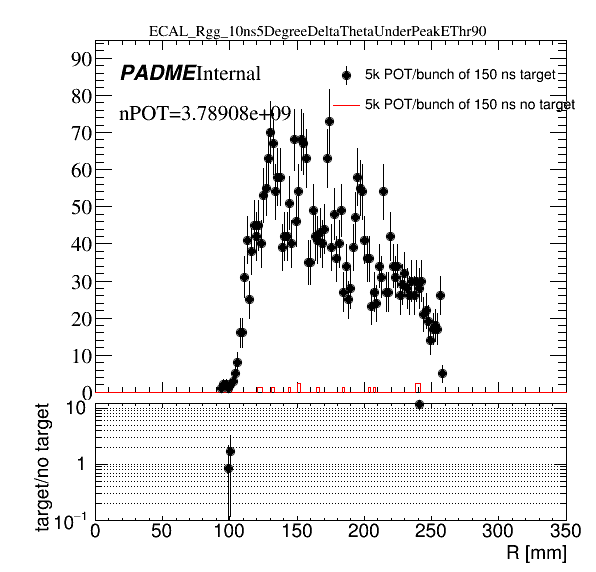 ECAL_Rgg_10ns5DegreeDeltaThetaUnderPeakEThr90
PADME Internal
5k POT/bunch of 150 ns target
nPOT=3.78908e+09
5k POT/bunch of 150 ns no target
90
80
70
60
50
40
30
20
10
0
target/no target
10
1
10⁻¹
0 50 100 150 200 250 300 350
R [mm]